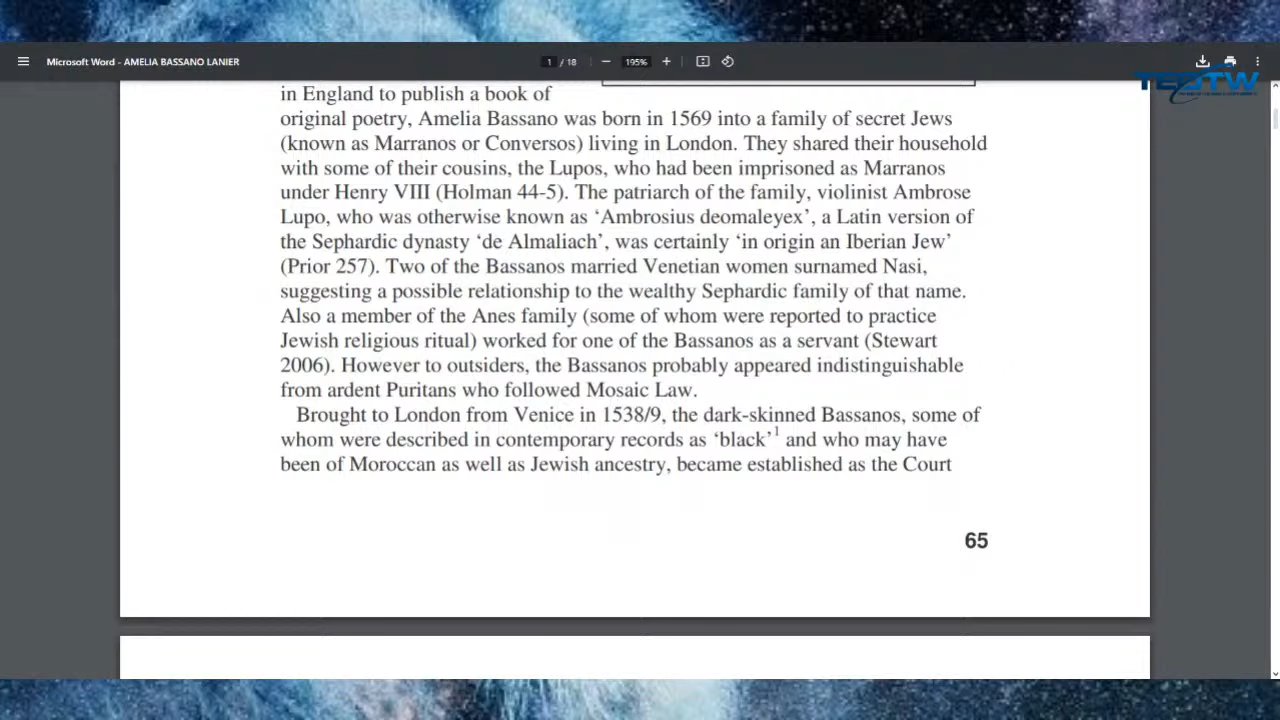 Microsoft Word - AMELIA BASSANO LANIER
1 / 18
195%
TEOTW
in England to publish a book of
original poetry, Amelia Bassano was born in 1569 into a family of secret Jews
(known as Marranos or Conversos) living in London. They shared their household
with some of their cousins, the Lupos, who had been imprisoned as Marranos
under Henry VIII (Holman 44-5). The patriarch of the family, violinist Ambrose
Lupo, who was otherwise known as ‘Ambrosius deomaleyex’, a Latin version of
the Sephardic dynasty ‘de Almaliach’, was certainly ‘in origin an Iberian Jew’
(Prior 257). Two of the Bassanos married Venetian women surnamed Nasi,
suggesting a possible relationship to the wealthy Sephardic family of that name.
Also a member of the Anes family (some of whom were reported to practice
Jewish religious ritual) worked for one of the Bassanos as a servant (Stewart
2006). However to outsiders, the Bassanos probably appeared indistinguishable
from ardent Puritans who followed Mosaic Law.
Brought to London from Venice in 1538/9, the dark-skinned Bassanos, some of
whom were described in contemporary records as ‘black’1 and who may have
been of Moroccan as well as Jewish ancestry, became established as the Court
65